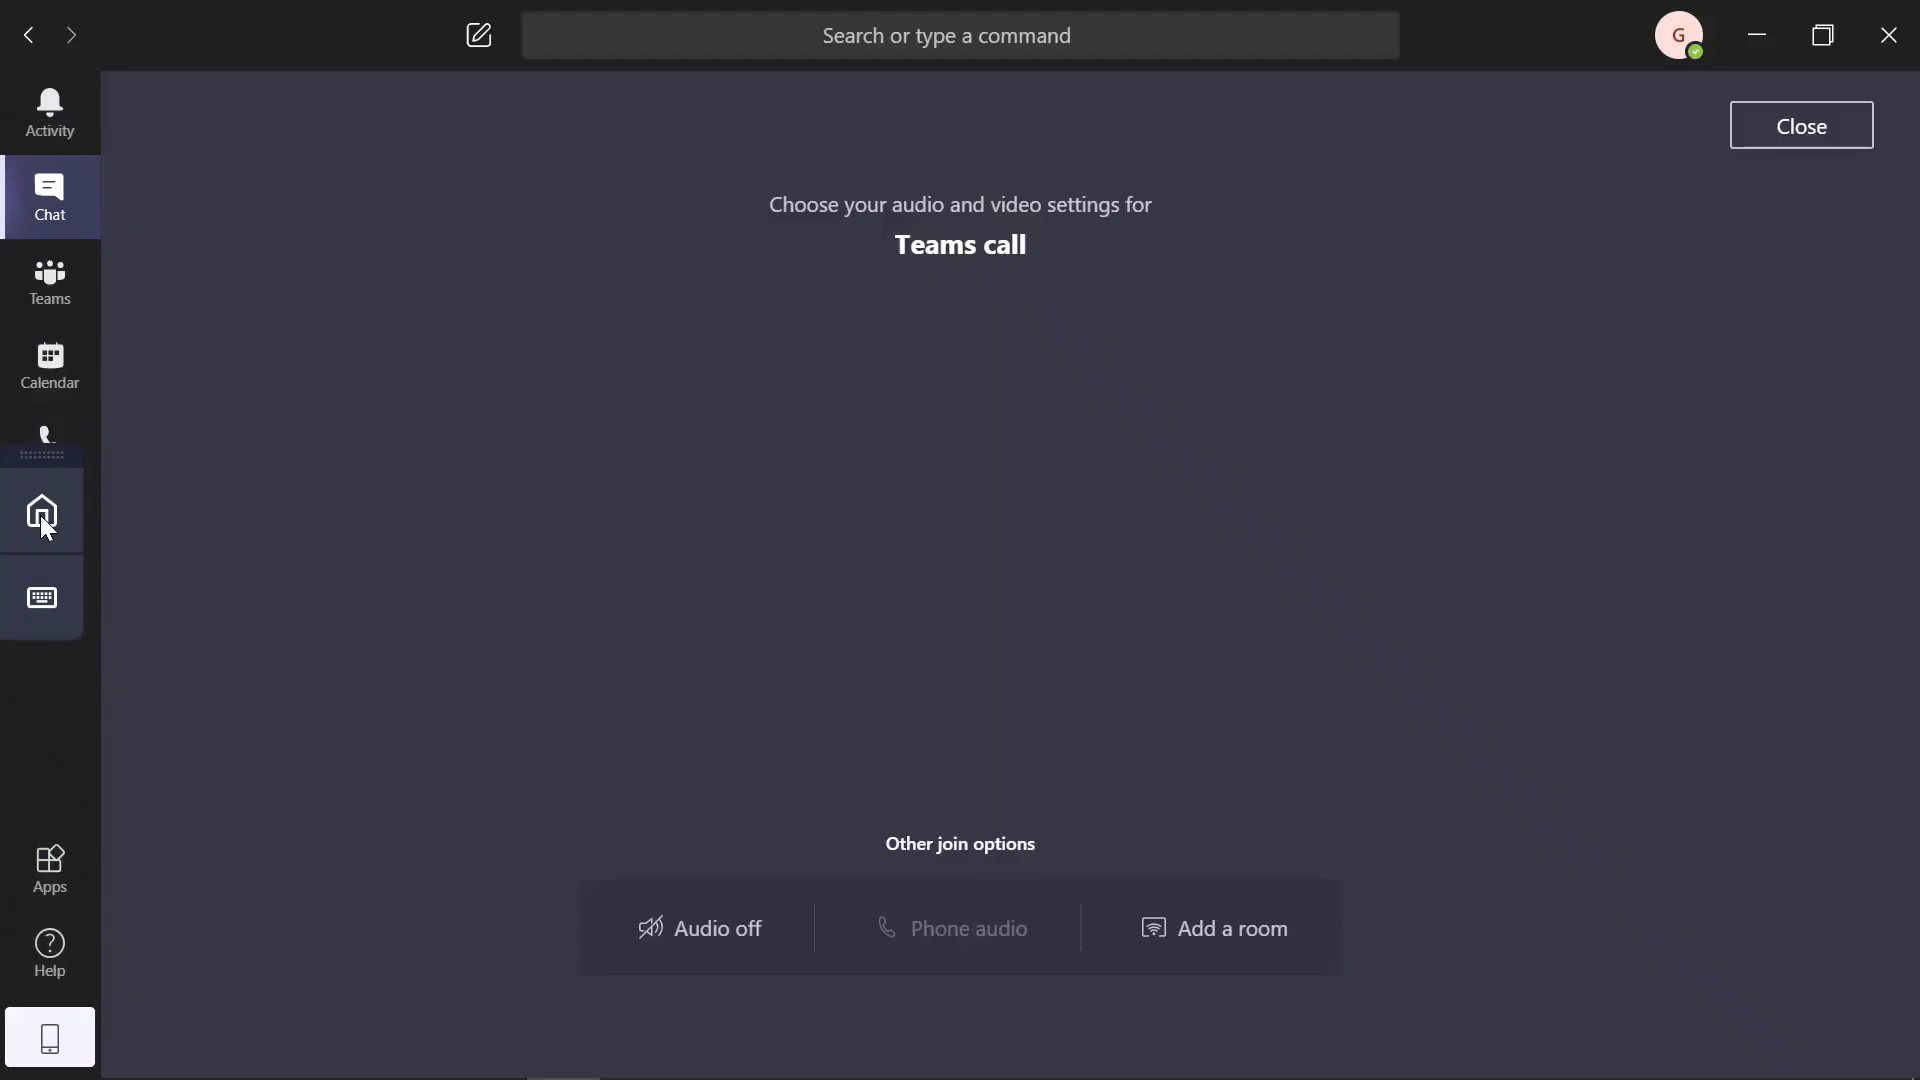 Search or type a command
G
Activity
Chat
Teams
Calendar
Apps
Help
Close
Choose your audio and video settings for
Teams call
Other join options
Audio off
Phone audio
Add a room